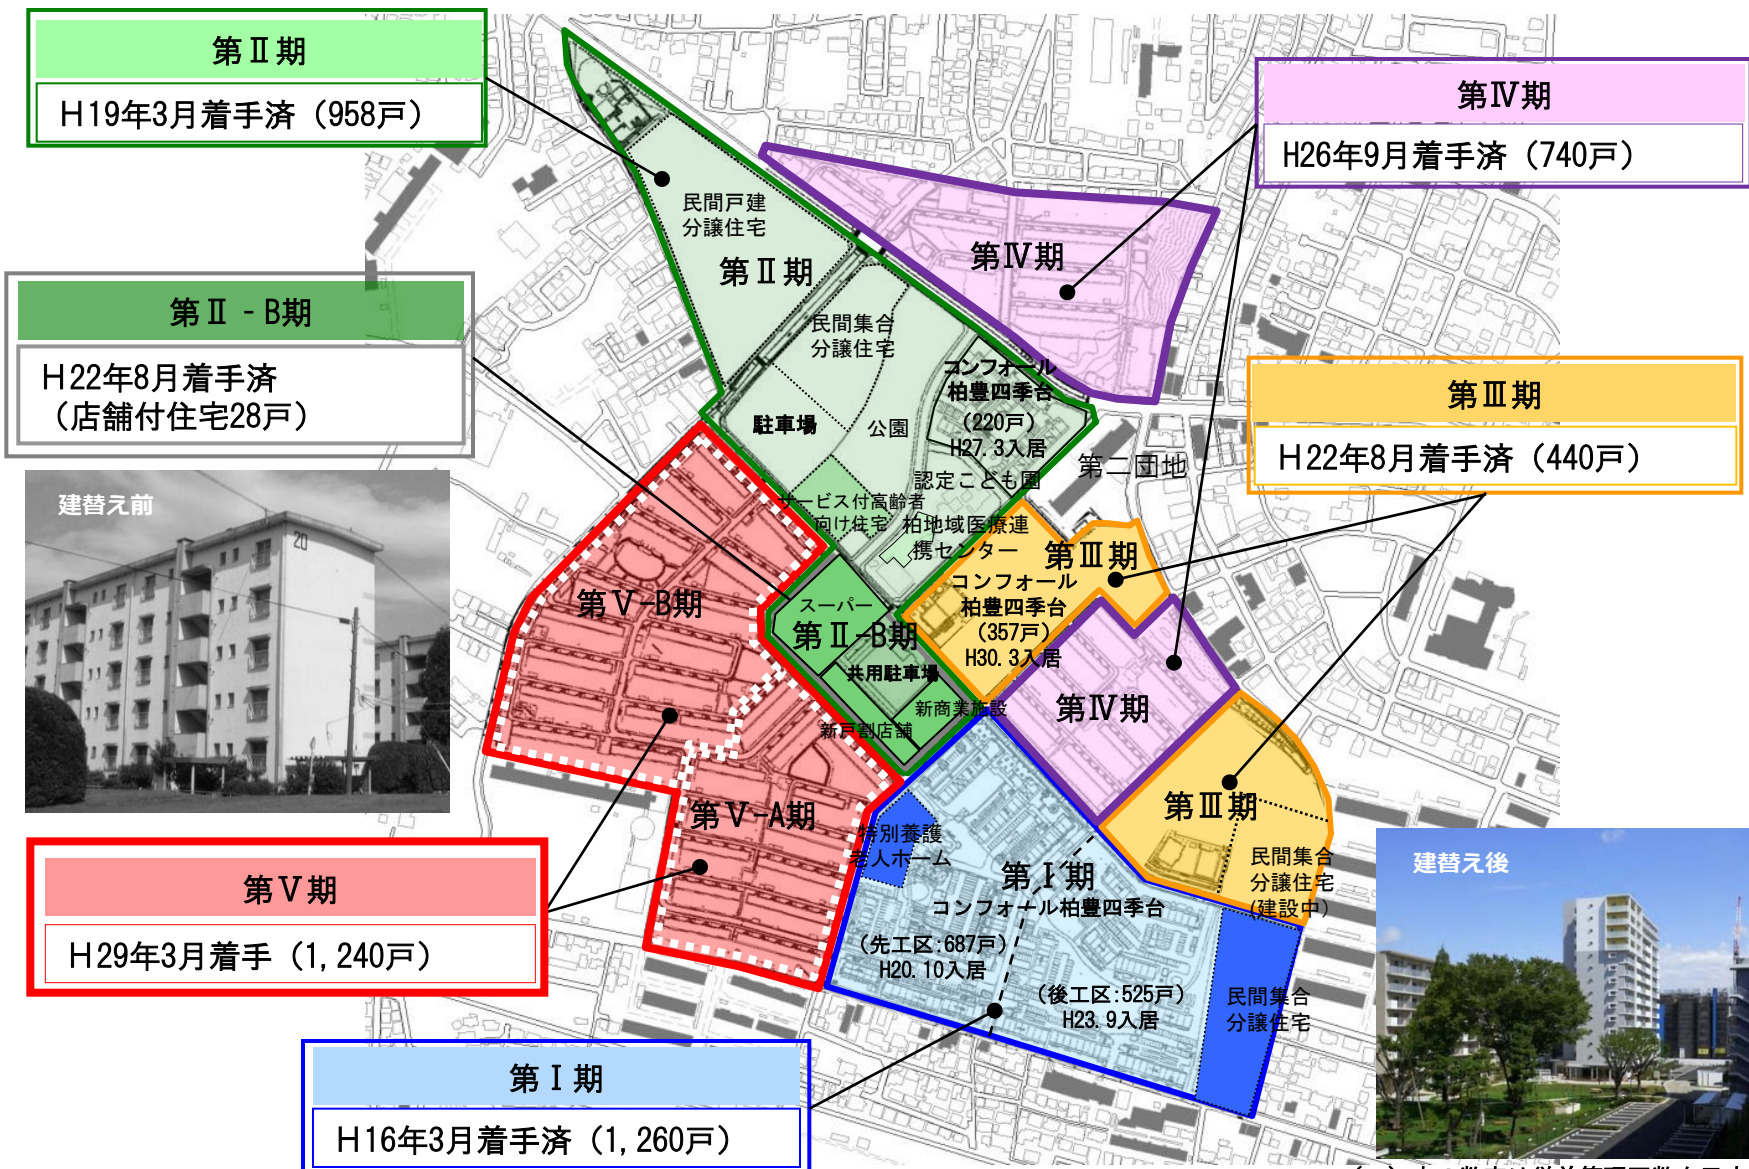 第Ⅱ期
H19年3月着手済（958戸）
第Ⅳ期
H26年9月着手済（740戸）
民間戸建
分譲住宅
第Ⅱ期
第Ⅳ期
第Ⅱ-B期
H22年8月着手済
（店舗付住宅28戸）
民間集合
分譲住宅
コンフォール
柏豊四季台
（220戸）
H27.3入居
駐車場
公園
第Ⅲ期
H22年8月着手済（440戸）
第二団地
認定こども園
サービス付高齢者
向け住宅
柏地域医療連
携センター
建替え前
20
第Ⅲ期
コンフォール
柏豊四季台
（357戸）
H30.3入居
第Ⅴ-B期
スーパー
第Ⅱ-B期
共用駐車場
新商業施設
新戸割店舗
第Ⅳ期
第Ⅴ-A期
第Ⅲ期
特別養護
老人ホーム
民間集合
分譲住宅
(建設中)
建替え後
第Ⅰ期
コンフォール柏豊四季台
（先工区:687戸）
H20.10入居
（後工区:525戸）
H23.9入居
民間集合
分譲住宅
第Ⅴ期
H29年3月着手（1,240戸）
第Ⅰ期
H16年3月着手済（1,260戸）